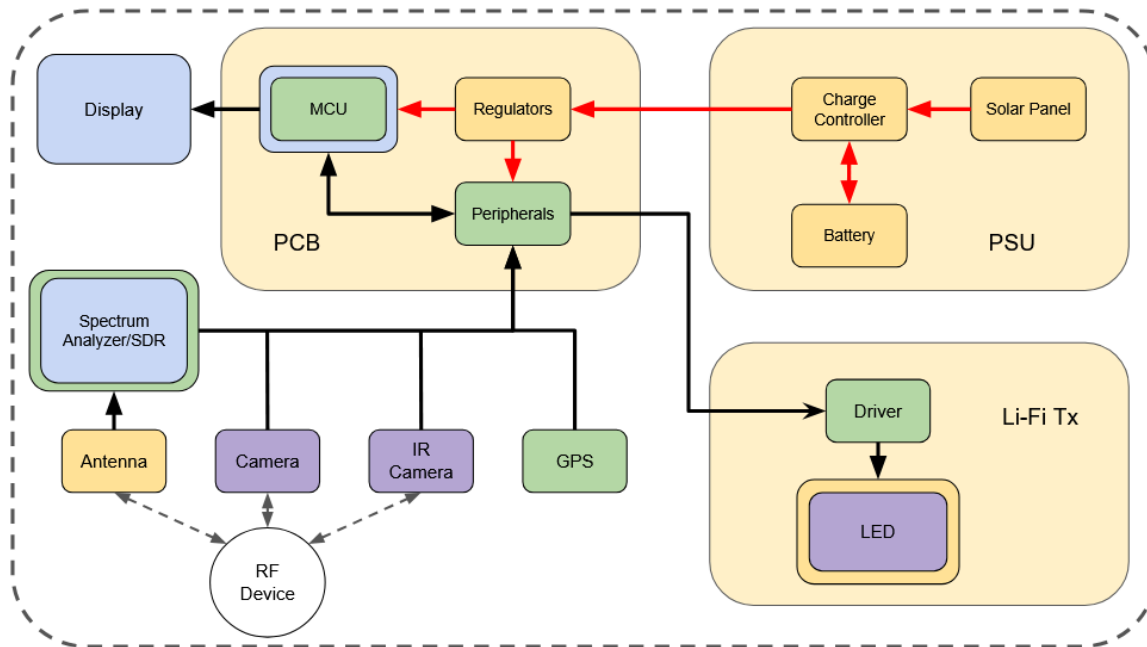 Display
MCU
Regulators
Peripherals
PCB
Charge
Controller
Solar Panel
Battery
PSU
Spectrum
Analyzer/SDR
Antenna
Camera
IR
Camera
GPS
RF
Device
Driver
Li-Fi Tx
LED